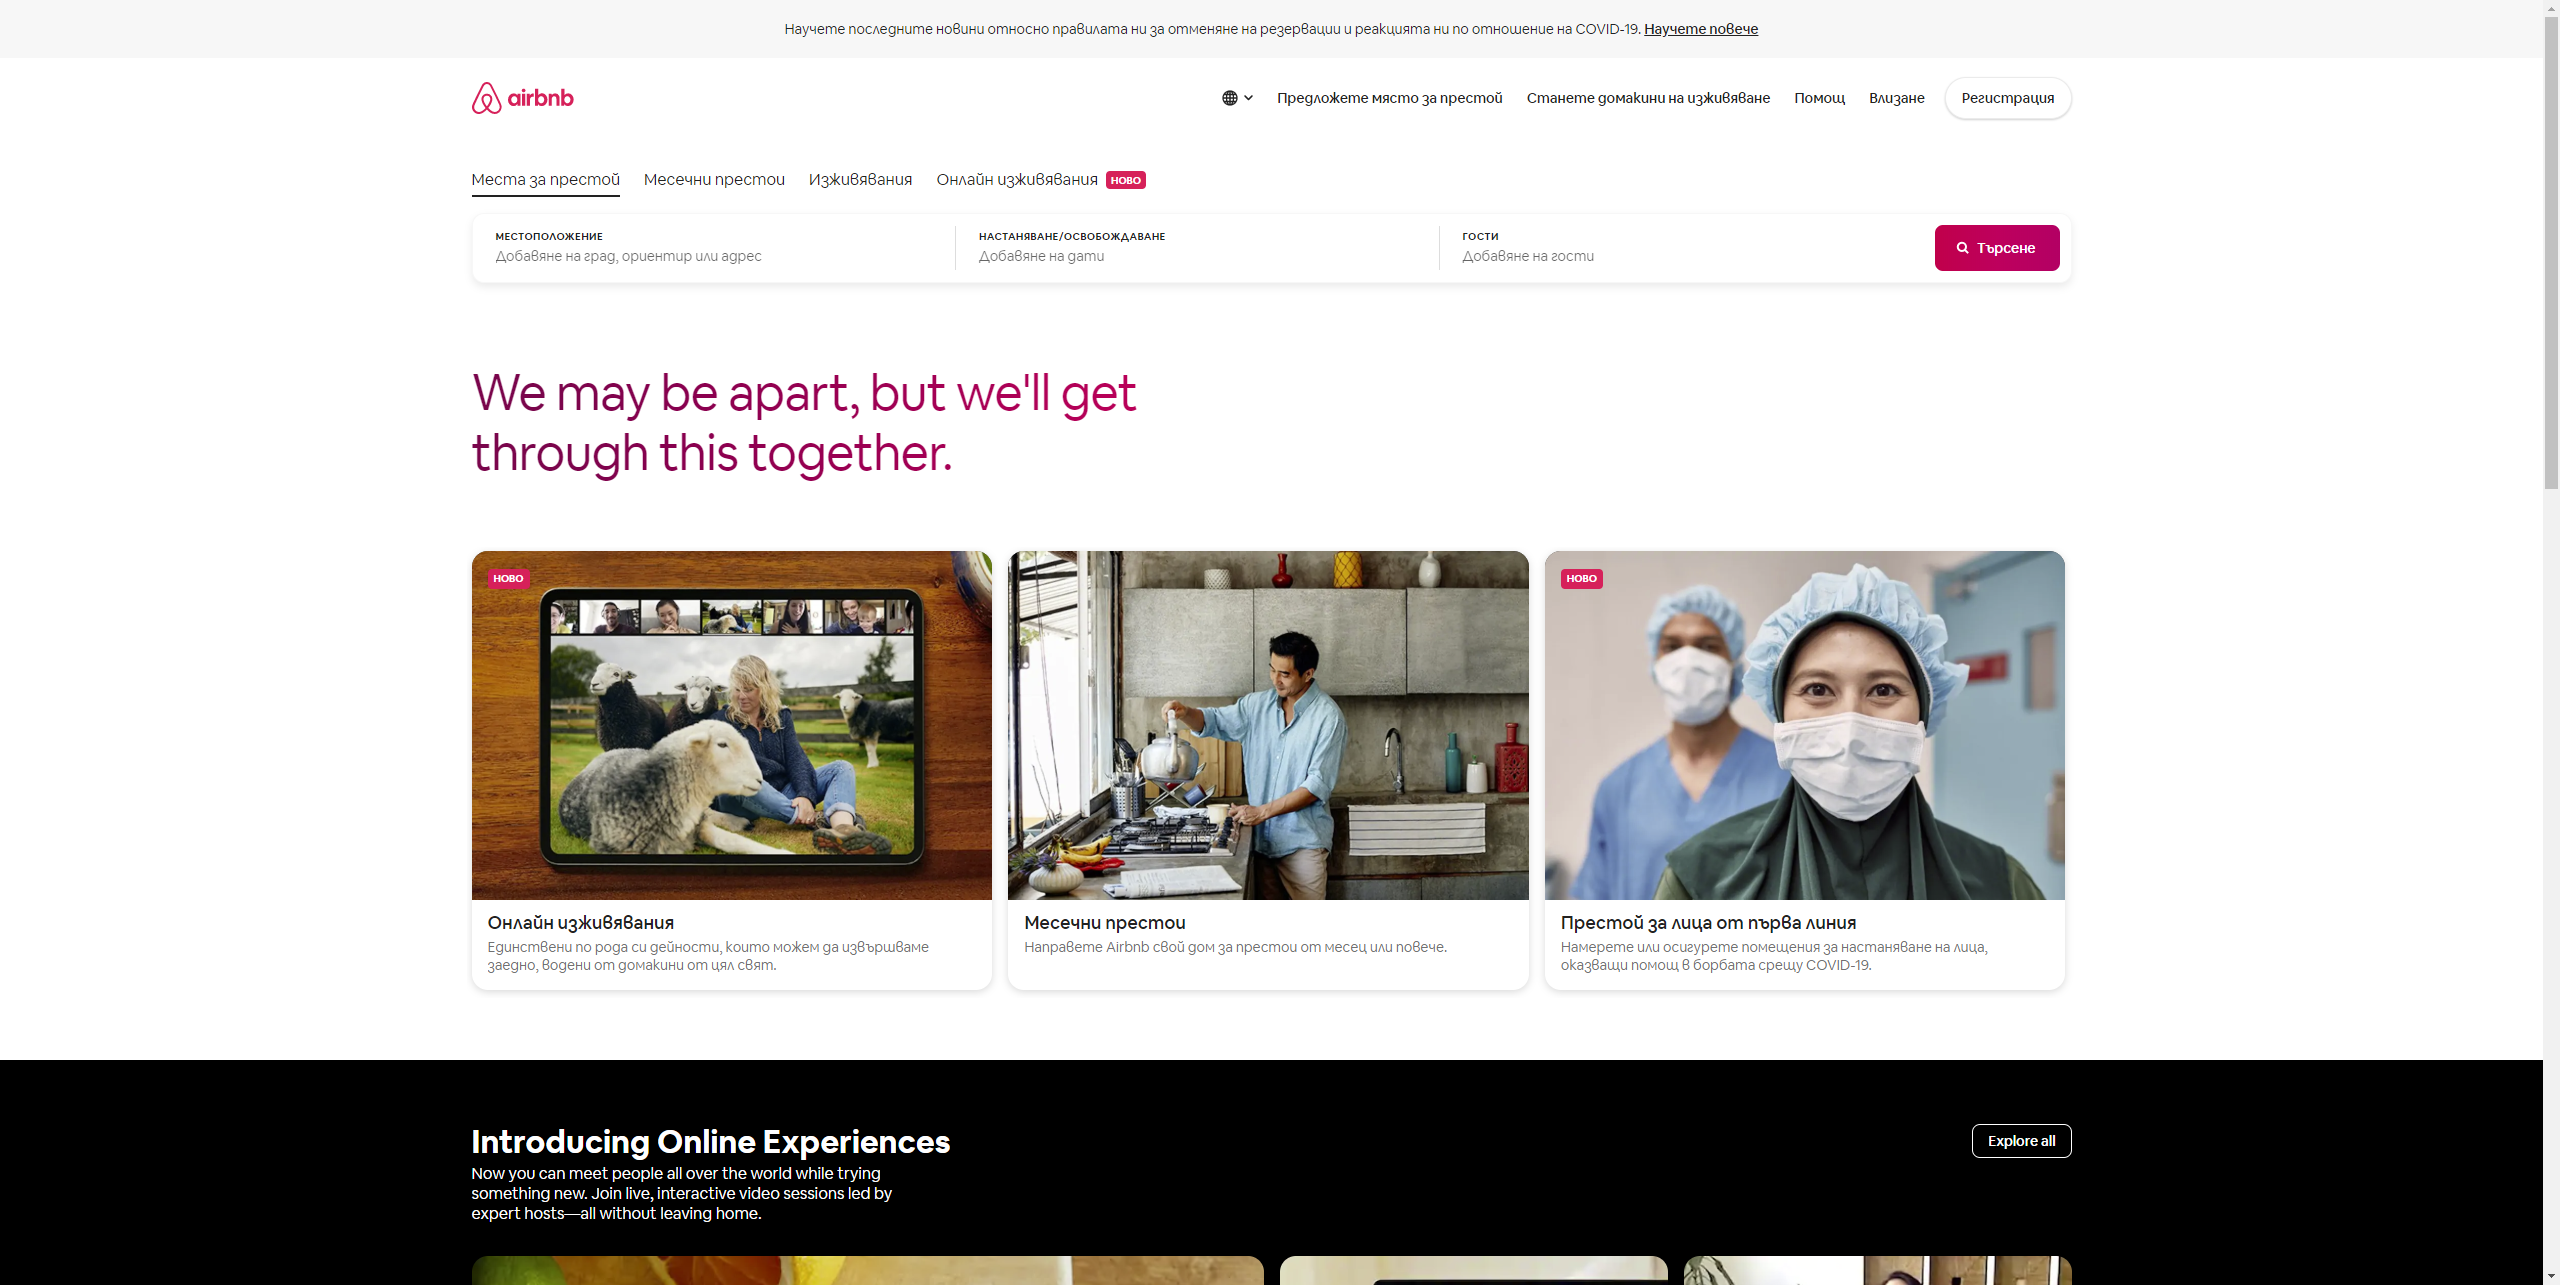 Научете последните новини относно правилата ни за отменяне на резервации и реакцията ни по отношение на COVID-19. Научете повече
airbnb
Предложете място за престой
Станете домакини на изживяване
Помощ
Влизане
Регистрация
Места за престой
Месечни престои
Изживявания
Онлайн изживявания
НОВО
МЕСТОПОЛОЖЕНИЕ
Добавяне на град, ориентир или адрес
НАСТАНЯВАНЕ/ОСВОБОЖДАВАНЕ
Добавяне на дати
ГОСТИ
Добавяне на гости
Търсене
We may be apart, but we'll get
through this together.
НОВО
Онлайн изживявания
Единствени по рода си дейности, които можем да извършваме
заедно, водени от домакини от цял свят.
Месечни престои
Направете Airbnb свой дом за престои от месец или повече.
НОВО
Престой за лица от първа линия
Намерете или осигурете помещения за настаняване на лица,
оказващи помощ в борбата срещу COVID-19.
Introducing Online Experiences
Explore all
Now you can meet people all over the world while trying
something new. Join live, interactive video sessions led by
expert hosts—all without leaving home.